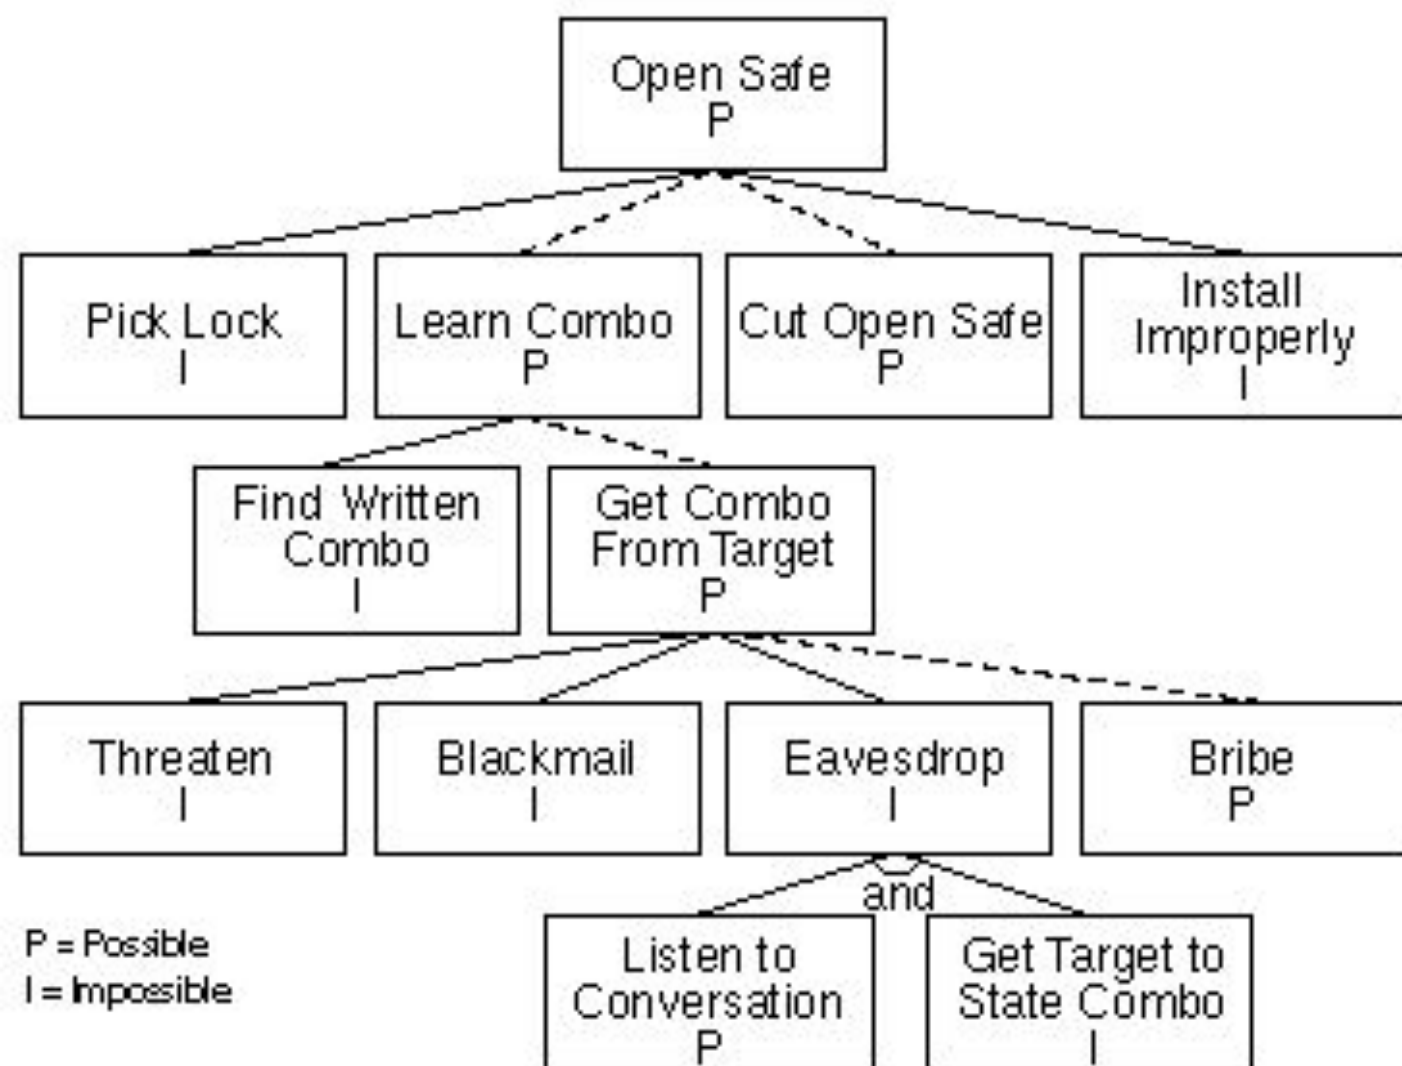 Open Safe
P
Pick Lock
I
Learn Combo
P
Cut Open Safe
P
Install
Improperly
I
Find Written
Combo
I
Get Combo
From Target
P
Threaten
I
Blackmail
I
Eavesdrop
I
Bribe
P
and
Listen to
Conversation
P
Get Target to
State Combo
I
P = Possible
I = Impossible